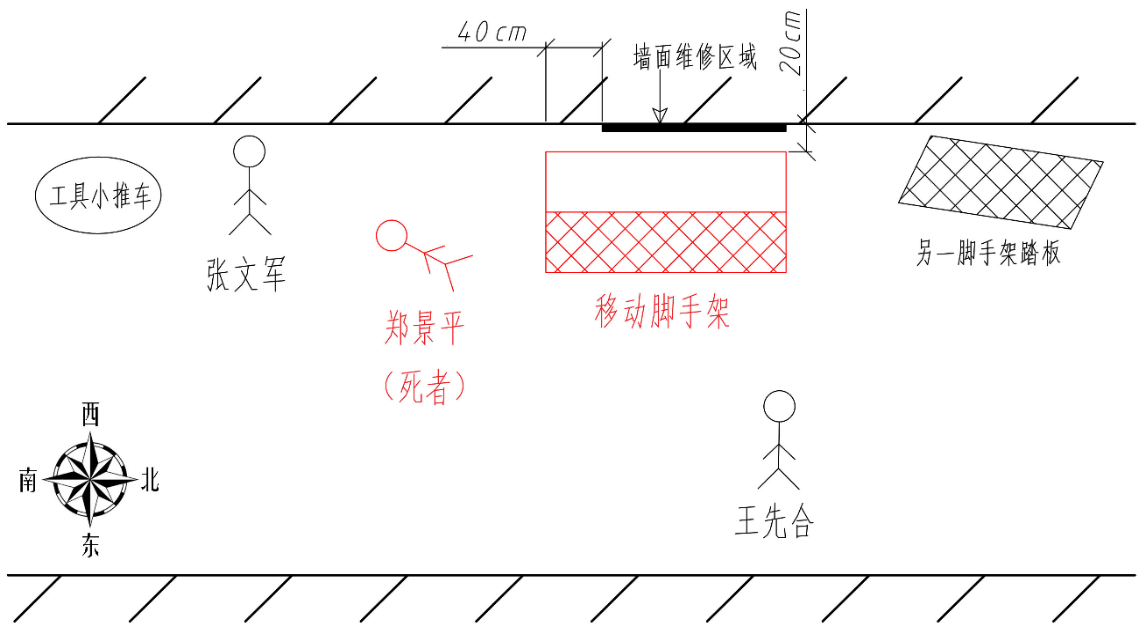 40cm
墙面维修区域
20cm
工具小推车
张文军
郑景平
（死者）
移动脚手架
另一脚手架踏板
王先合
西
南
北
东